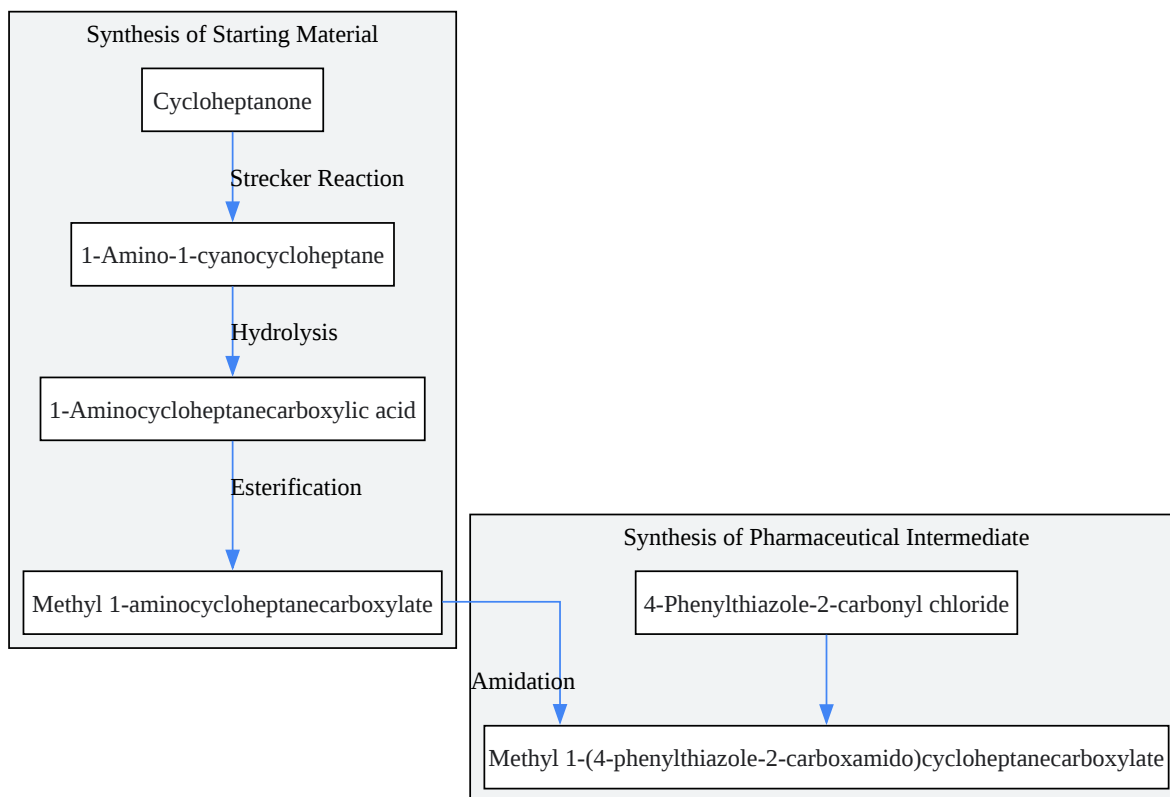 Synthesis of Starting Material
Cycloheptanone
Strecker Reaction
1-Amino-1-cyanocycloheptane
Hydrolysis
1-Aminocycloheptanecarboxylic acid
Esterification
Methyl 1-aminocycloheptanecarboxylate
Synthesis of Pharmaceutical Intermediate
4-Phenylthiazole-2-carbonyl chloride
Amidation
Methyl 1-(4-phenylthiazole-2-carboxamido)cycloheptanecarboxylate